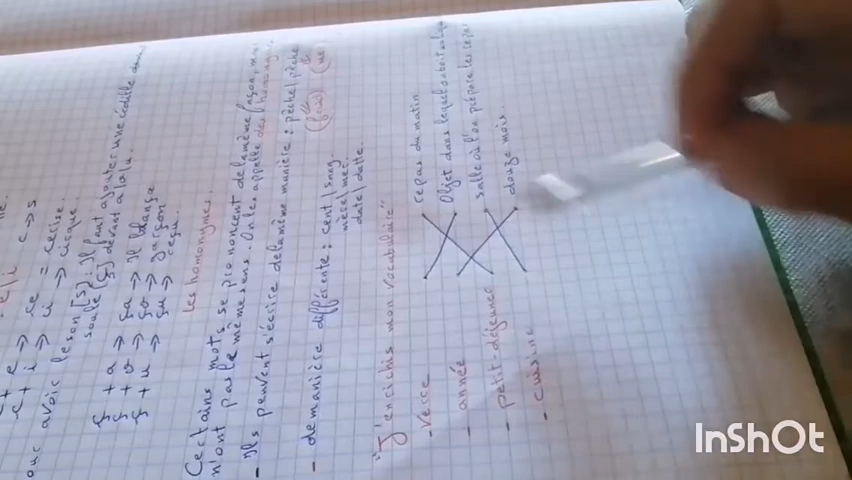 c + e → ce = cerise.
c + i → ci → cirque.
avoir le son [s]: Il faut ajouter une cédille
sous le (ç) devant a/o/u.
ç + a → ça → Il lança
ç + o → ço → garçon
ç + u → çu → reçu.
Les homonymes.
Certains mots se prononcent de la même façon, mais
n'ont pas le même sens. On les appelle des homonymes.
- Ils peuvent s'écrire de la même manière : pêche/pêche
- de manière différente : cent/sang.
mère/mer.
date/datte.
"J'enrichis mon vocabulaire"
- verre
- année
- petit-déjeuner
- cuisine
repas du matin
Objet dans lequel on boit
salle où l'on prépare les repas
douze mois.
InShOt